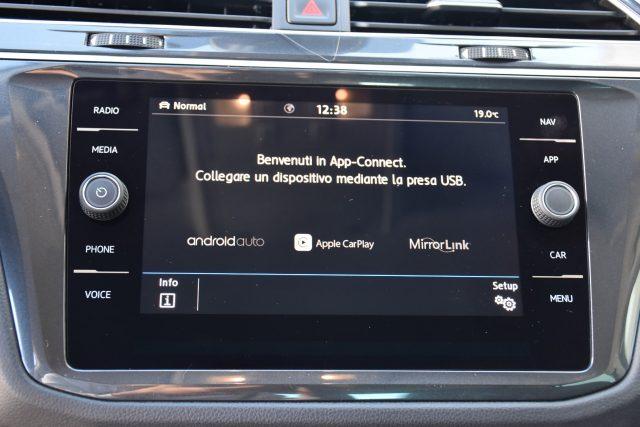 RADIO
MEDIA
PHONE
VOICE
Normal 12:38 19.0°C
Benvenuti in App-Connect.
Collegare un dispositivo mediante la presa USB.
androidauto Apple CarPlay MirrorLink
Info Setup
i
NAV
APP
CAR
MENU